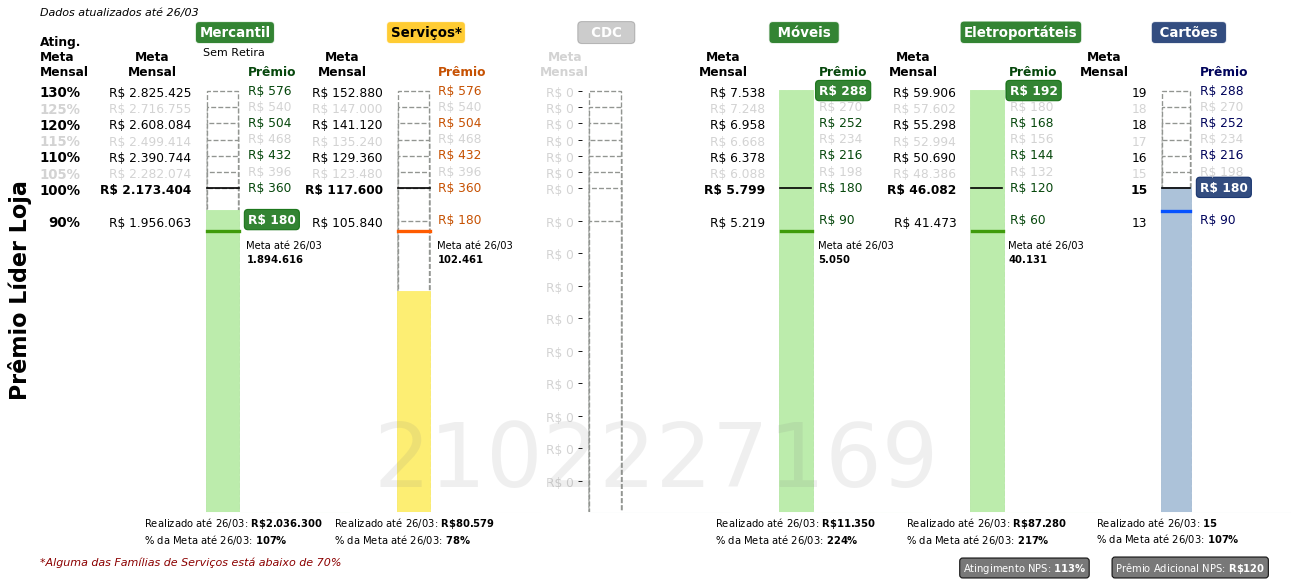 Dados atualizados até 26/03
Mercantil Serviços* CDC Móveis Eletroportáteis Cartões
Sem Retira
Ating.
Meta Meta Meta Meta Meta Meta Meta
Mensal Mensal Prêmio Mensal Prêmio Mensal Mensal Prêmio Mensal Prêmio Mensal Prêmio
130% R$ 2.825.425 R$ 576 R$ 152.880 R$ 576 R$ 0 R$ 7.538 R$ 288 R$ 59.906 R$ 192 19 R$ 288
125% R$ 2.716.755 R$ 540 R$ 147.000 R$ 540 R$ 0 R$ 7.248 R$ 270 R$ 57.602 R$ 180 18 R$ 270
120% R$ 2.608.084 R$ 504 R$ 141.120 R$ 504 R$ 0 R$ 6.958 R$ 252 R$ 55.298 R$ 168 18 R$ 252
115% R$ 2.499.414 R$ 468 R$ 135.240 R$ 468 R$ 0 R$ 6.668 R$ 234 R$ 52.994 R$ 156 17 R$ 234
110% R$ 2.390.744 R$ 432 R$ 129.360 R$ 432 R$ 0 R$ 6.378 R$ 216 R$ 50.690 R$ 144 16 R$ 216
105% R$ 2.282.074 R$ 396 R$ 123.480 R$ 396 R$ 0 R$ 6.088 R$ 198 R$ 48.386 R$ 132 15 R$ 198
100% R$ 2.173.404 R$ 360 R$ 117.600 R$ 360 R$ 0 R$ 5.799 R$ 180 R$ 46.082 R$ 120 15 R$ 180
90% R$ 1.956.063 R$ 180 R$ 105.840 R$ 180 R$ 0 R$ 5.219 R$ 90 R$ 41.473 R$ 60 13 R$ 90
Meta até 26/03 Meta até 26/03 Meta até 26/03 Meta até 26/03
1.894.616 102.461 5.050 40.131
R$ 0
R$ 0
R$ 0
R$ 0
R$ 0
R$ 0
R$ 0
R$ 0
Prêmio Líder Loja
2102227169
Realizado até 26/03: R$2.036.300 Realizado até 26/03: R$80.579 Realizado até 26/03: R$11.350 Realizado até 26/03: R$87.280 Realizado até 26/03: 15
% da Meta até 26/03: 107% % da Meta até 26/03: 78% % da Meta até 26/03: 224% % da Meta até 26/03: 217% % da Meta até 26/03: 107%
*Alguma das Famílias de Serviços está abaixo de 70% Atingimento NPS: 113% Prêmio Adicional NPS: R$120